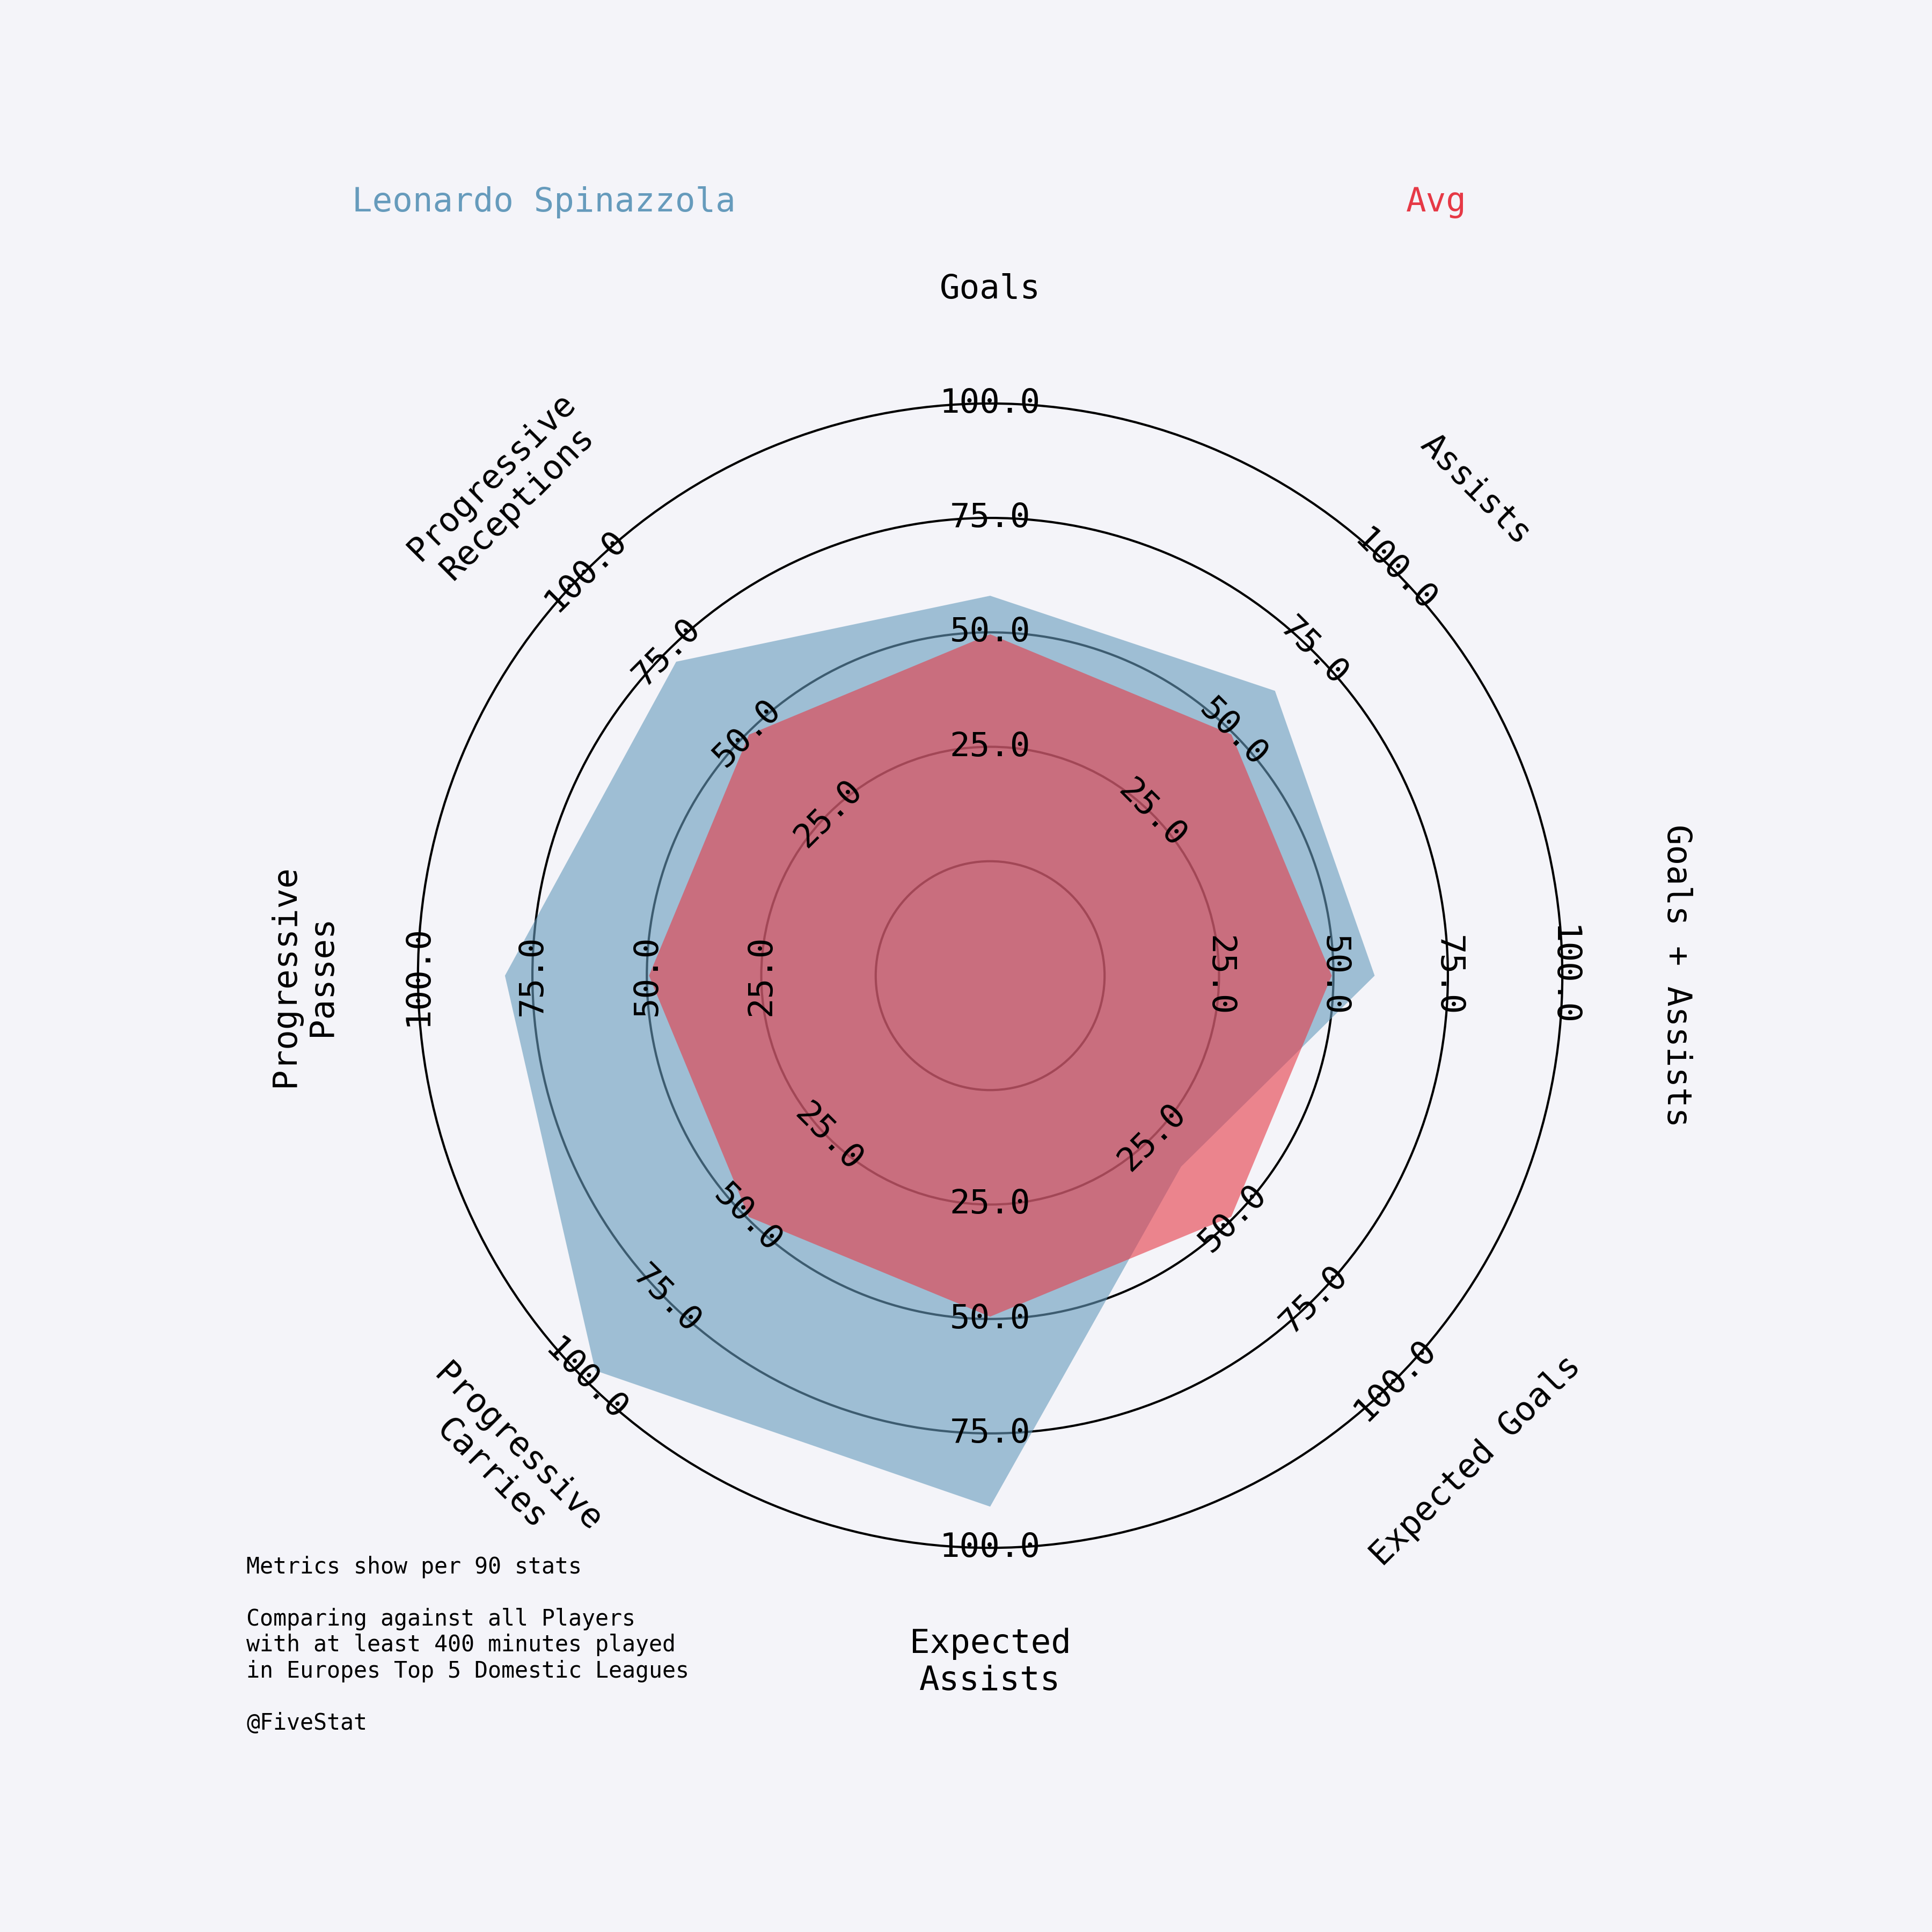 Leonardo Spinazzola
Avg
Goals
Assists
Goals + Assists
Expected Goals
Expected
Assists
Progressive
Carries
Progressive
Passes
Progressive
Receptions
25.0
50.0
75.0
100.0
25.0
50.0
75.0
100.0
25.0
50.0
75.0
100.0
25.0
50.0
75.0
100.0
25.0
50.0
75.0
100.0
25.0
50.0
75.0
100.0
25.0
50.0
75.0
100.0
25.0
50.0
75.0
100.0
Metrics show per 90 stats
Comparing against all Players
with at least 400 minutes played
in Europes Top 5 Domestic Leagues
@FiveStat